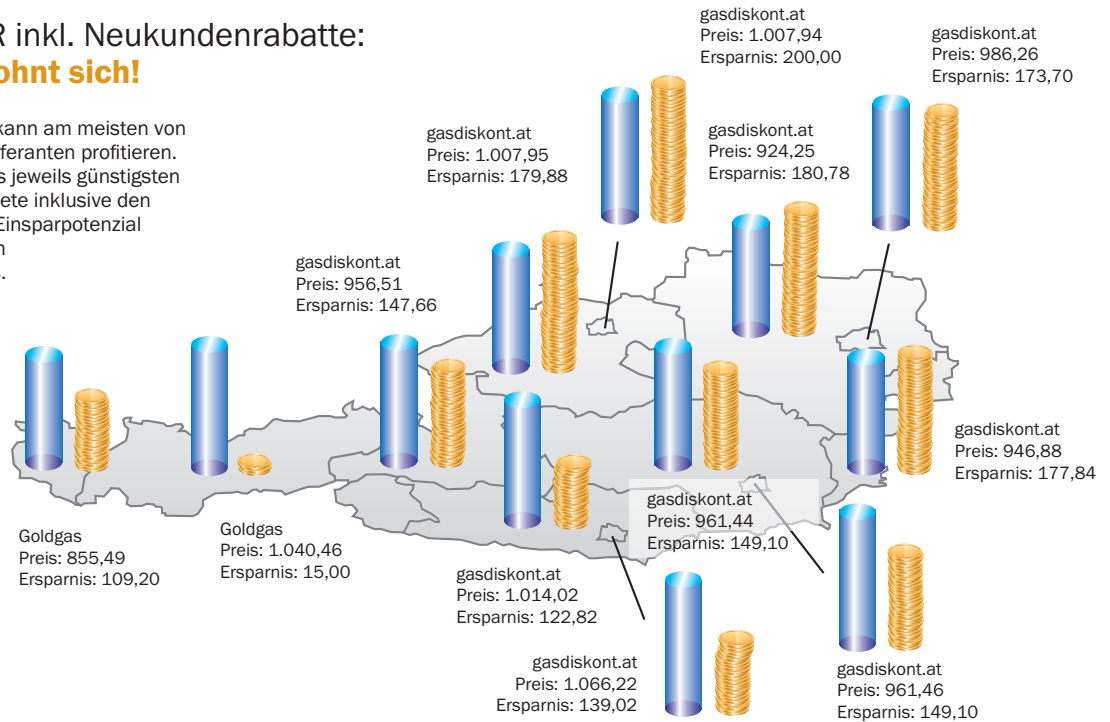 R inkl. Neukundenrabatte:
ohnt sich!
kann am meisten von
feranten profitieren.
s jeweils günstigsten
ete inklusive den
Einsparpotenzial
n
gasdiskont.at
Preis: 1.007,94
Ersparnis: 200,00
gasdiskont.at
Preis: 986,26
Ersparnis: 173,70
gasdiskont.at
Preis: 1.007,95
Ersparnis: 179,88
gasdiskont.at
Preis: 924,25
Ersparnis: 180,78
gasdiskont.at
Preis: 956,51
Ersparnis: 147,66
gasdiskont.at
Preis: 946,88
Ersparnis: 177,84
Goldgas
Preis: 855,49
Ersparnis: 109,20
Goldgas
Preis: 1.040,46
Ersparnis: 15,00
gasdiskont.at
Preis: 961,44
Ersparnis: 149,10
gasdiskont.at
Preis: 1.014,02
Ersparnis: 122,82
gasdiskont.at
Preis: 1.066,22
Ersparnis: 139,02
gasdiskont.at
Preis: 961,46
Ersparnis: 149,10